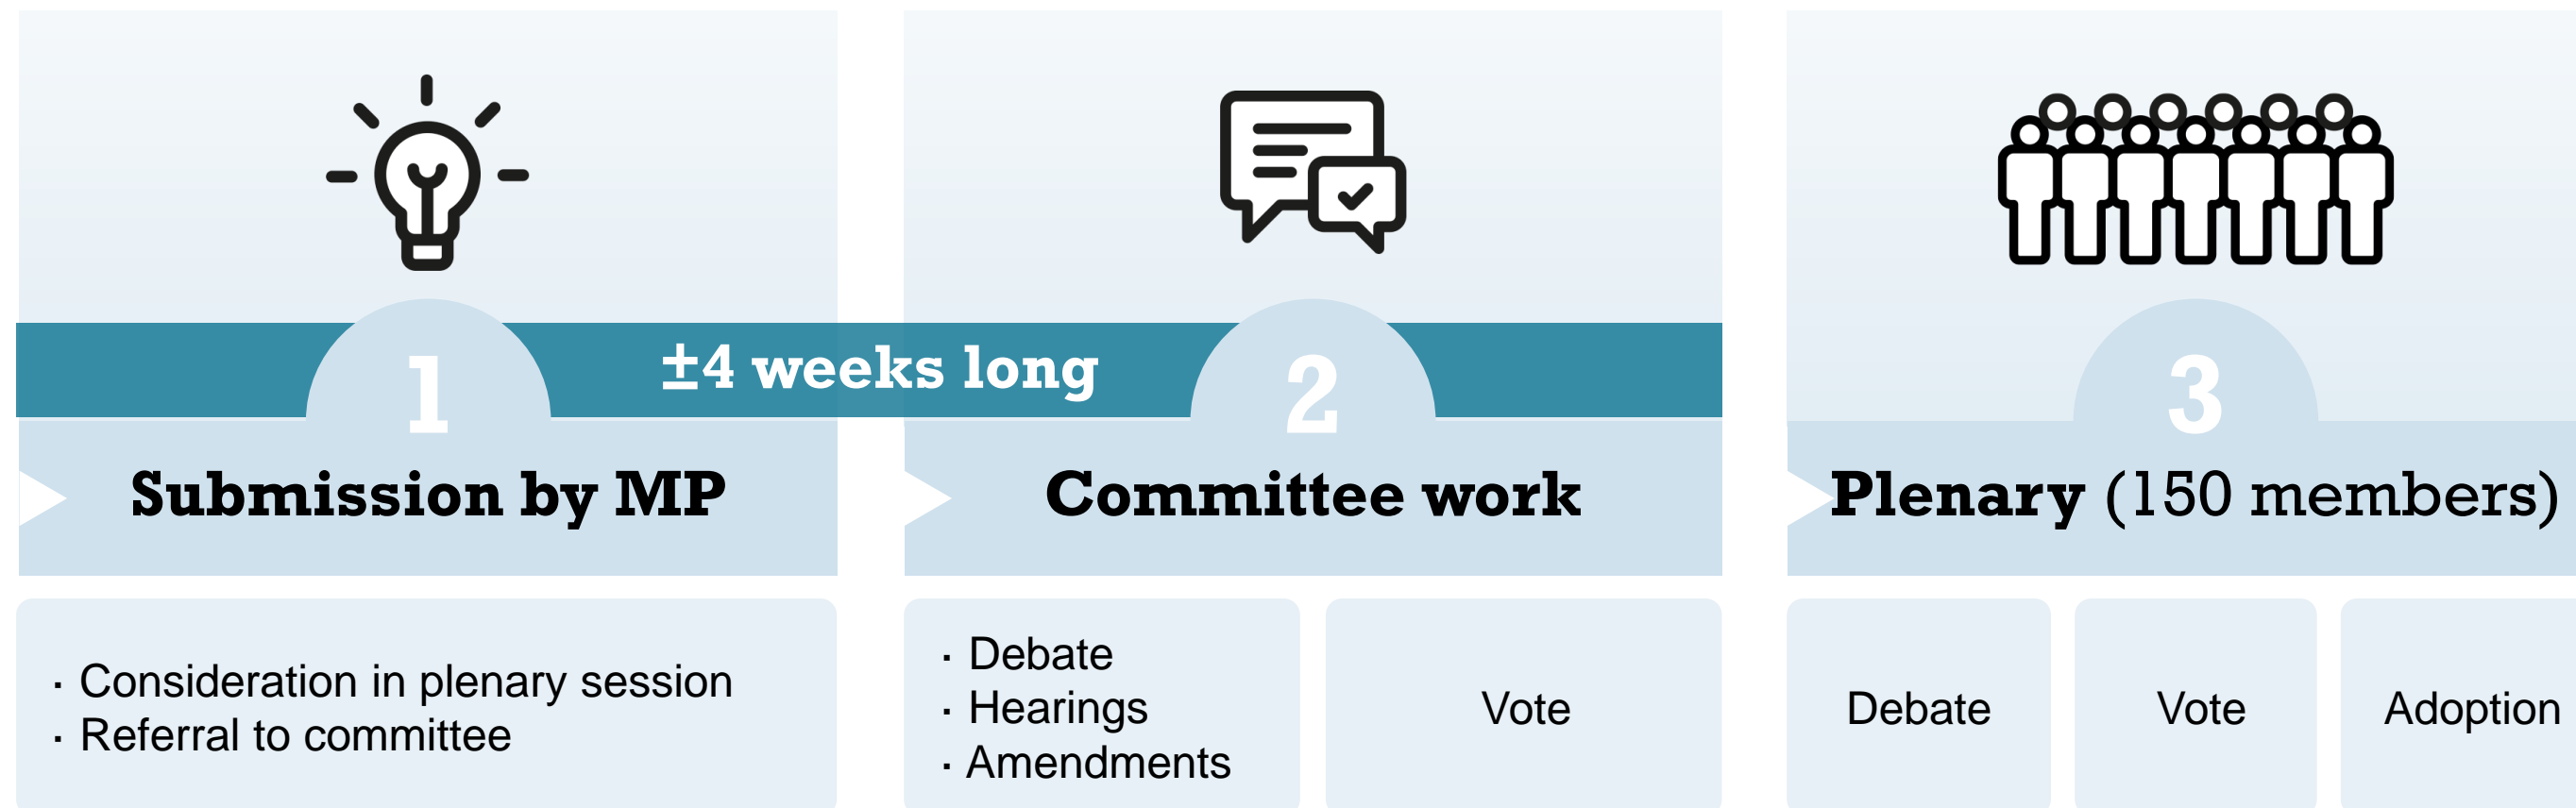 ±4 weeks long
1
Submission by MP
· Consideration in plenary session
· Referral to committee
2
Committee work
· Debate
· Hearings
· Amendments
Vote
3
Plenary (150 members)
Debate
Vote
Adoption